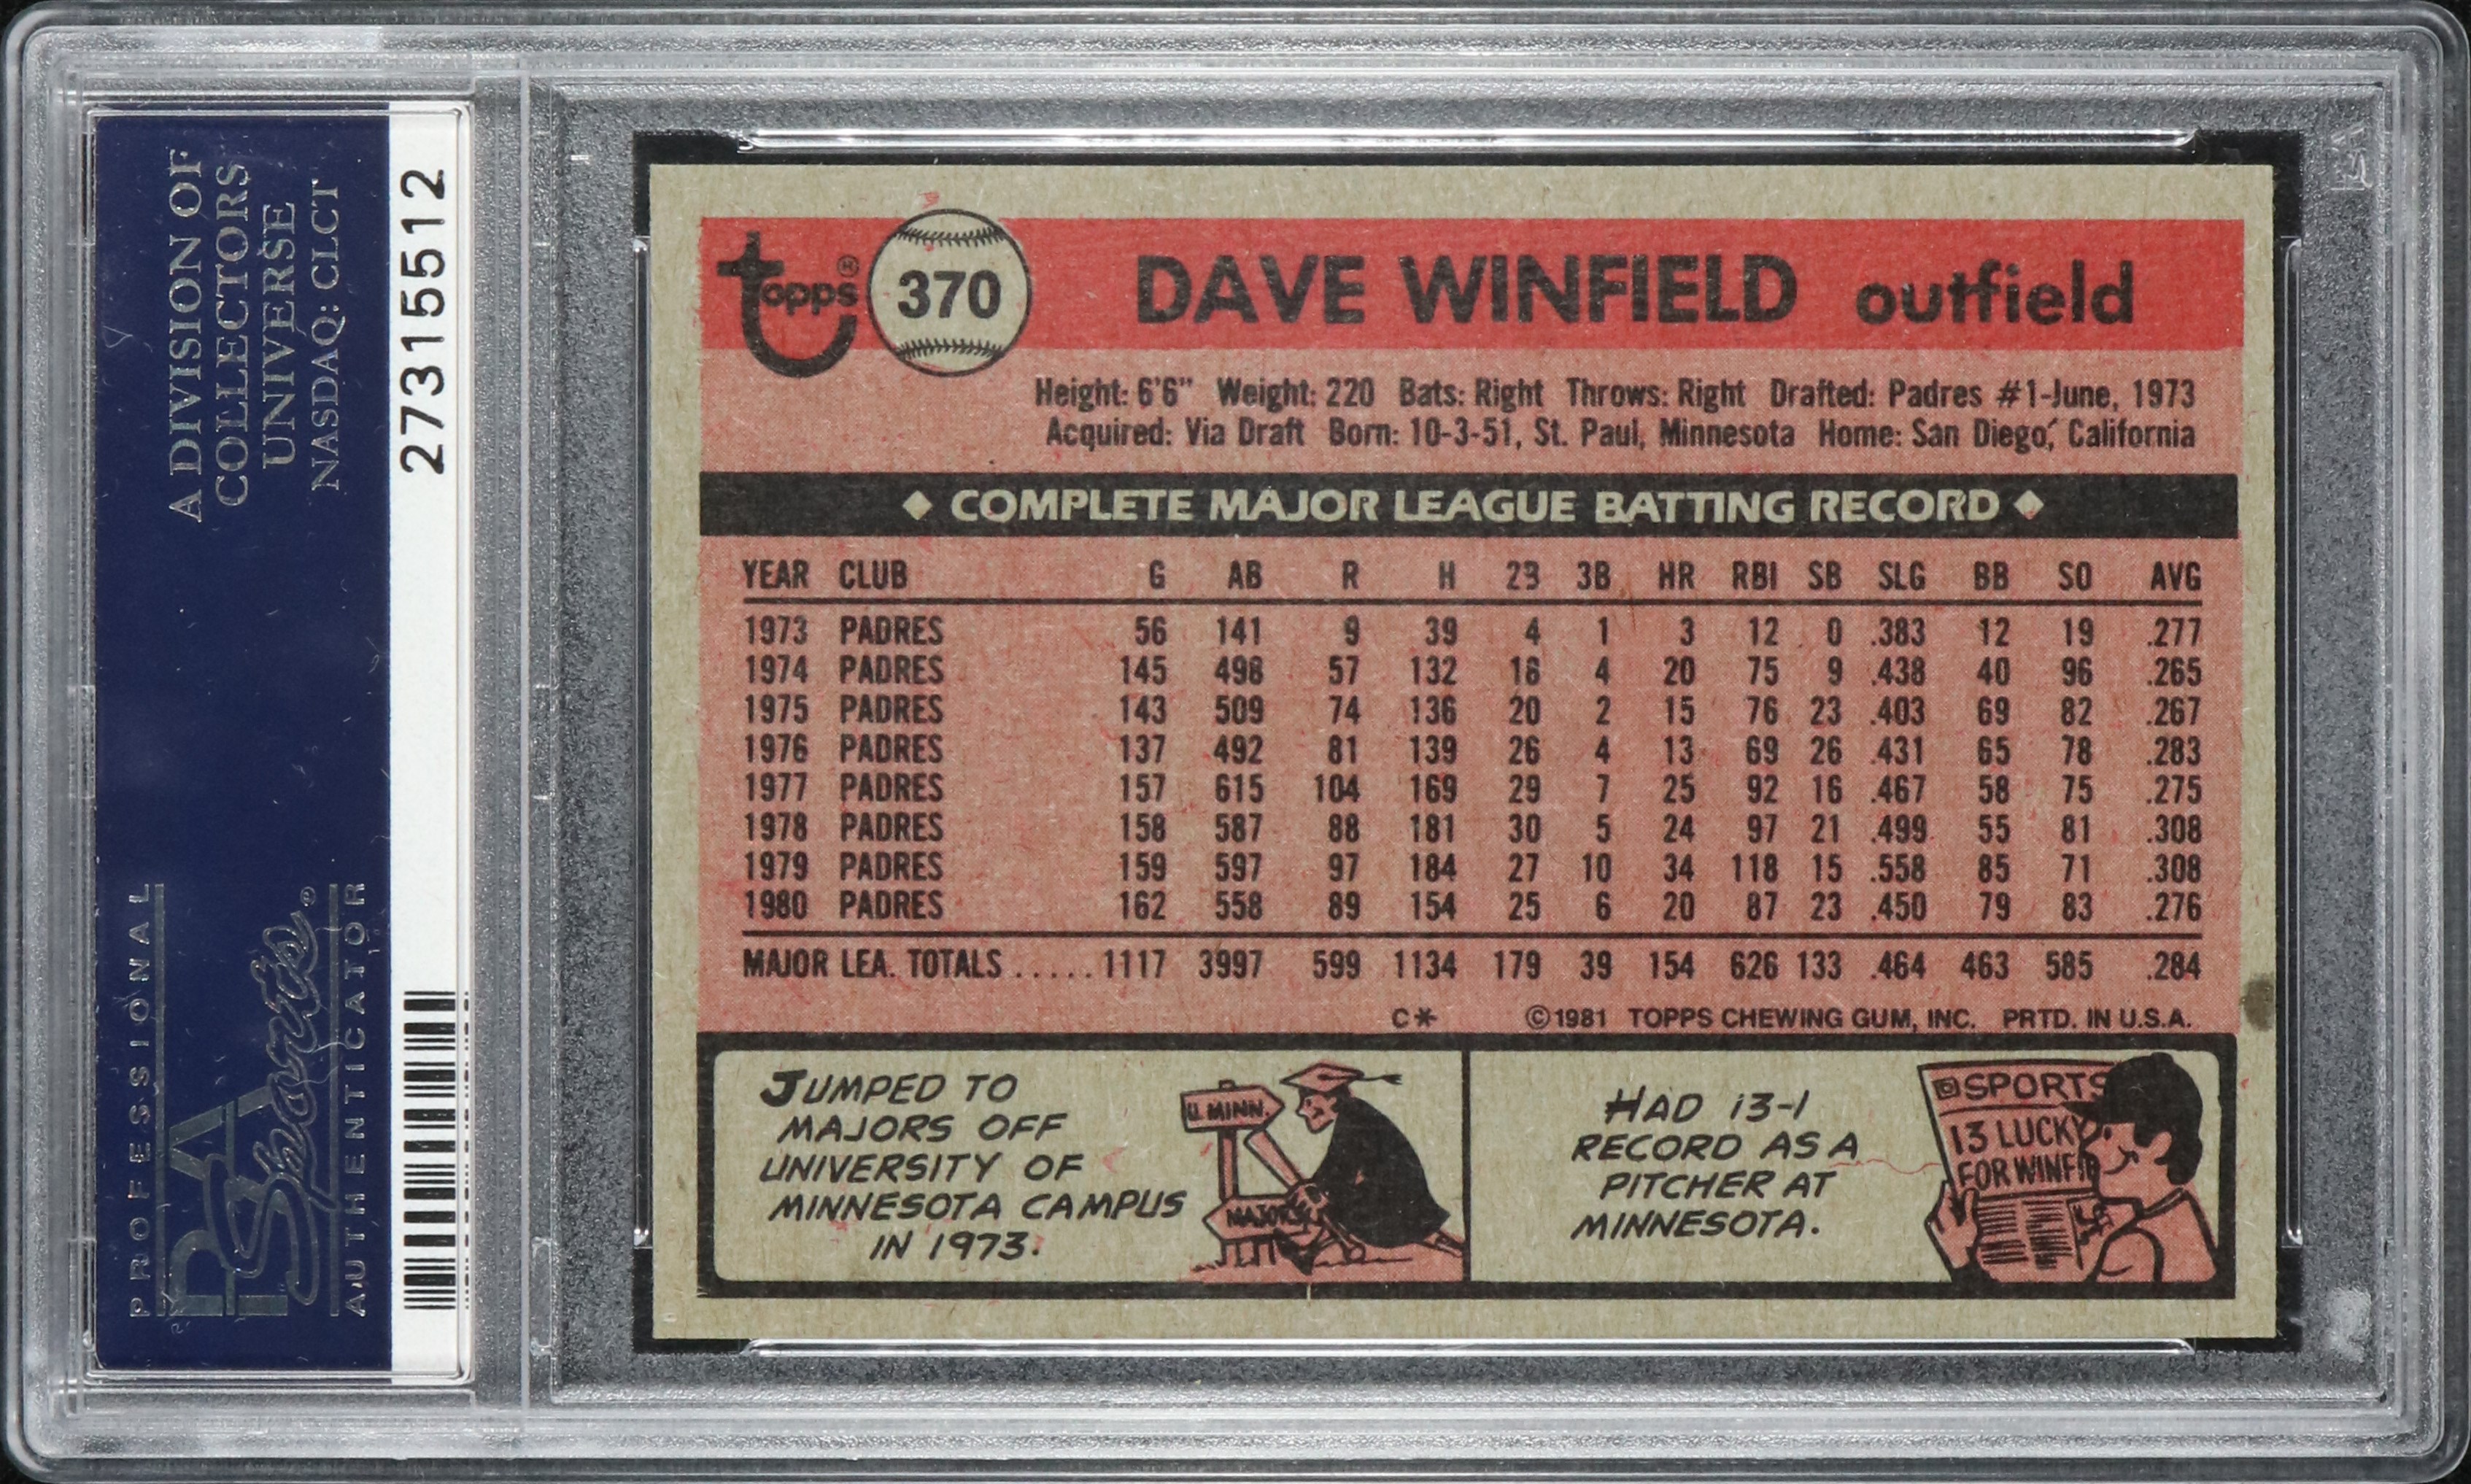 A DIVISION OF
COLLECTORS
UNIVERSE
NASDAQ: CLCT
PROFESSIONAL
PSA
Sports®
AUTHENTICATOR
27315512
topps® 370 DAVE WINFIELD outfield
Height: 6'6" Weight: 220 Bats: Right Throws: Right Drafted: Padres #1-June, 1973
Acquired: Via Draft Born: 10-3-51, St. Paul, Minnesota Home: San Diego, California
◆ COMPLETE MAJOR LEAGUE BATTING RECORD ◆
YEAR CLUB G AB R H 2B 3B HR RBI SB SLG BB SO AVG
1973 PADRES 56 141 9 39 4 1 3 12 0 .383 12 19 .277
1974 PADRES 145 498 57 132 18 4 20 75 9 .438 40 96 .265
1975 PADRES 143 509 74 136 20 2 15 76 23 .403 69 82 .267
1976 PADRES 137 492 81 139 26 4 13 69 26 .431 65 78 .283
1977 PADRES 157 615 104 169 29 7 25 92 16 .467 58 75 .275
1978 PADRES 158 587 88 181 30 5 24 97 21 .499 55 81 .308
1979 PADRES 159 597 97 184 27 10 34 118 15 .558 85 71 .308
1980 PADRES 162 558 89 154 25 6 20 87 23 .450 79 83 .276
MAJOR LEA. TOTALS ..... 1117 3997 599 1134 179 39 154 626 133 .464 463 585 .284
C* ©1981 TOPPS CHEWING GUM, INC. PRTD. IN U.S.A.
JUMPED TO
MAJORS OFF
UNIVERSITY OF
MINNESOTA CAMPUS
IN 1973.
U. MINN.
MAJORS
HAD 13-1
RECORD AS A
PITCHER AT
MINNESOTA.
SPORTS
13 LUCKY
FOR WINFI